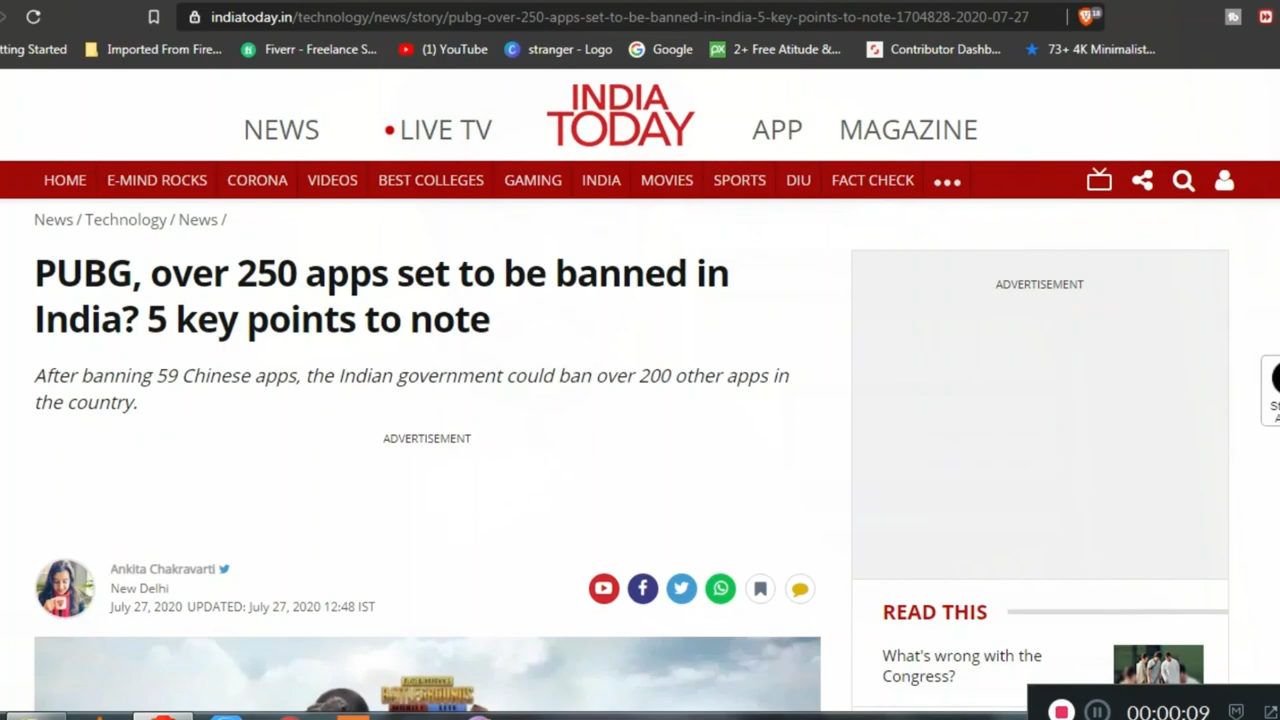 indiatoday.in/technology/news/story/pubg-over-250-apps-set-to-be-banned-in-india-5-key-points-to-note-1704828-2020-07-27
18
tting Started Imported From Fire... Fiverr - Freelance S... (1) YouTube stranger - Logo Google 2+ Free Atitude &... Contributor Dashb... 73+ 4K Minimalist...
NEWS LIVE TV INDIA TODAY APP MAGAZINE
HOME E-MIND ROCKS CORONA VIDEOS BEST COLLEGES GAMING INDIA MOVIES SPORTS DIU FACT CHECK
News / Technology / News /
PUBG, over 250 apps set to be banned in
India? 5 key points to note
After banning 59 Chinese apps, the Indian government could ban over 200 other apps in
the country.
ADVERTISEMENT
Ankita Chakravarti
New Delhi
July 27, 2020 UPDATED: July 27, 2020 12:48 IST
BATTLEGROUNDS
ADVERTISEMENT
READ THIS
What's wrong with the
Congress?
00:00:09